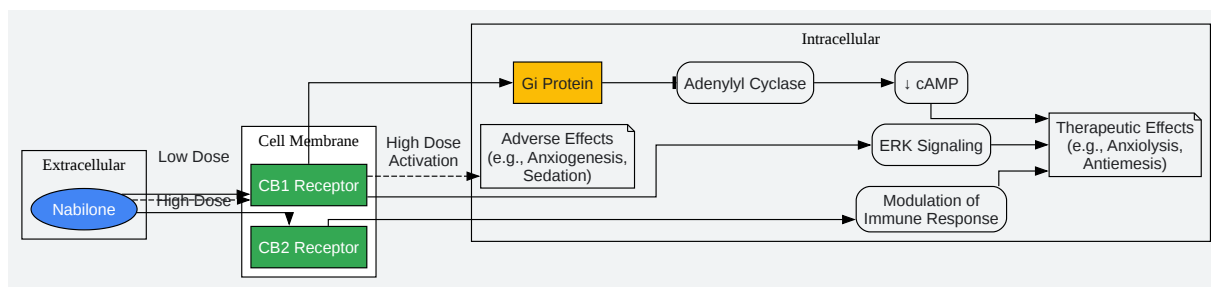 Extracellular
Nabilone
Low Dose
High Dose
Cell Membrane
CB1 Receptor
CB2 Receptor
High Dose
Activation
Intracellular
Gi Protein
Adenylyl Cyclase
↓ cAMP
Adverse Effects
(e.g., Anxiogenesis,
Sedation)
ERK Signaling
Modulation of
Immune Response
Therapeutic Effects
(e.g., Anxiolysis,
Antiemesis)